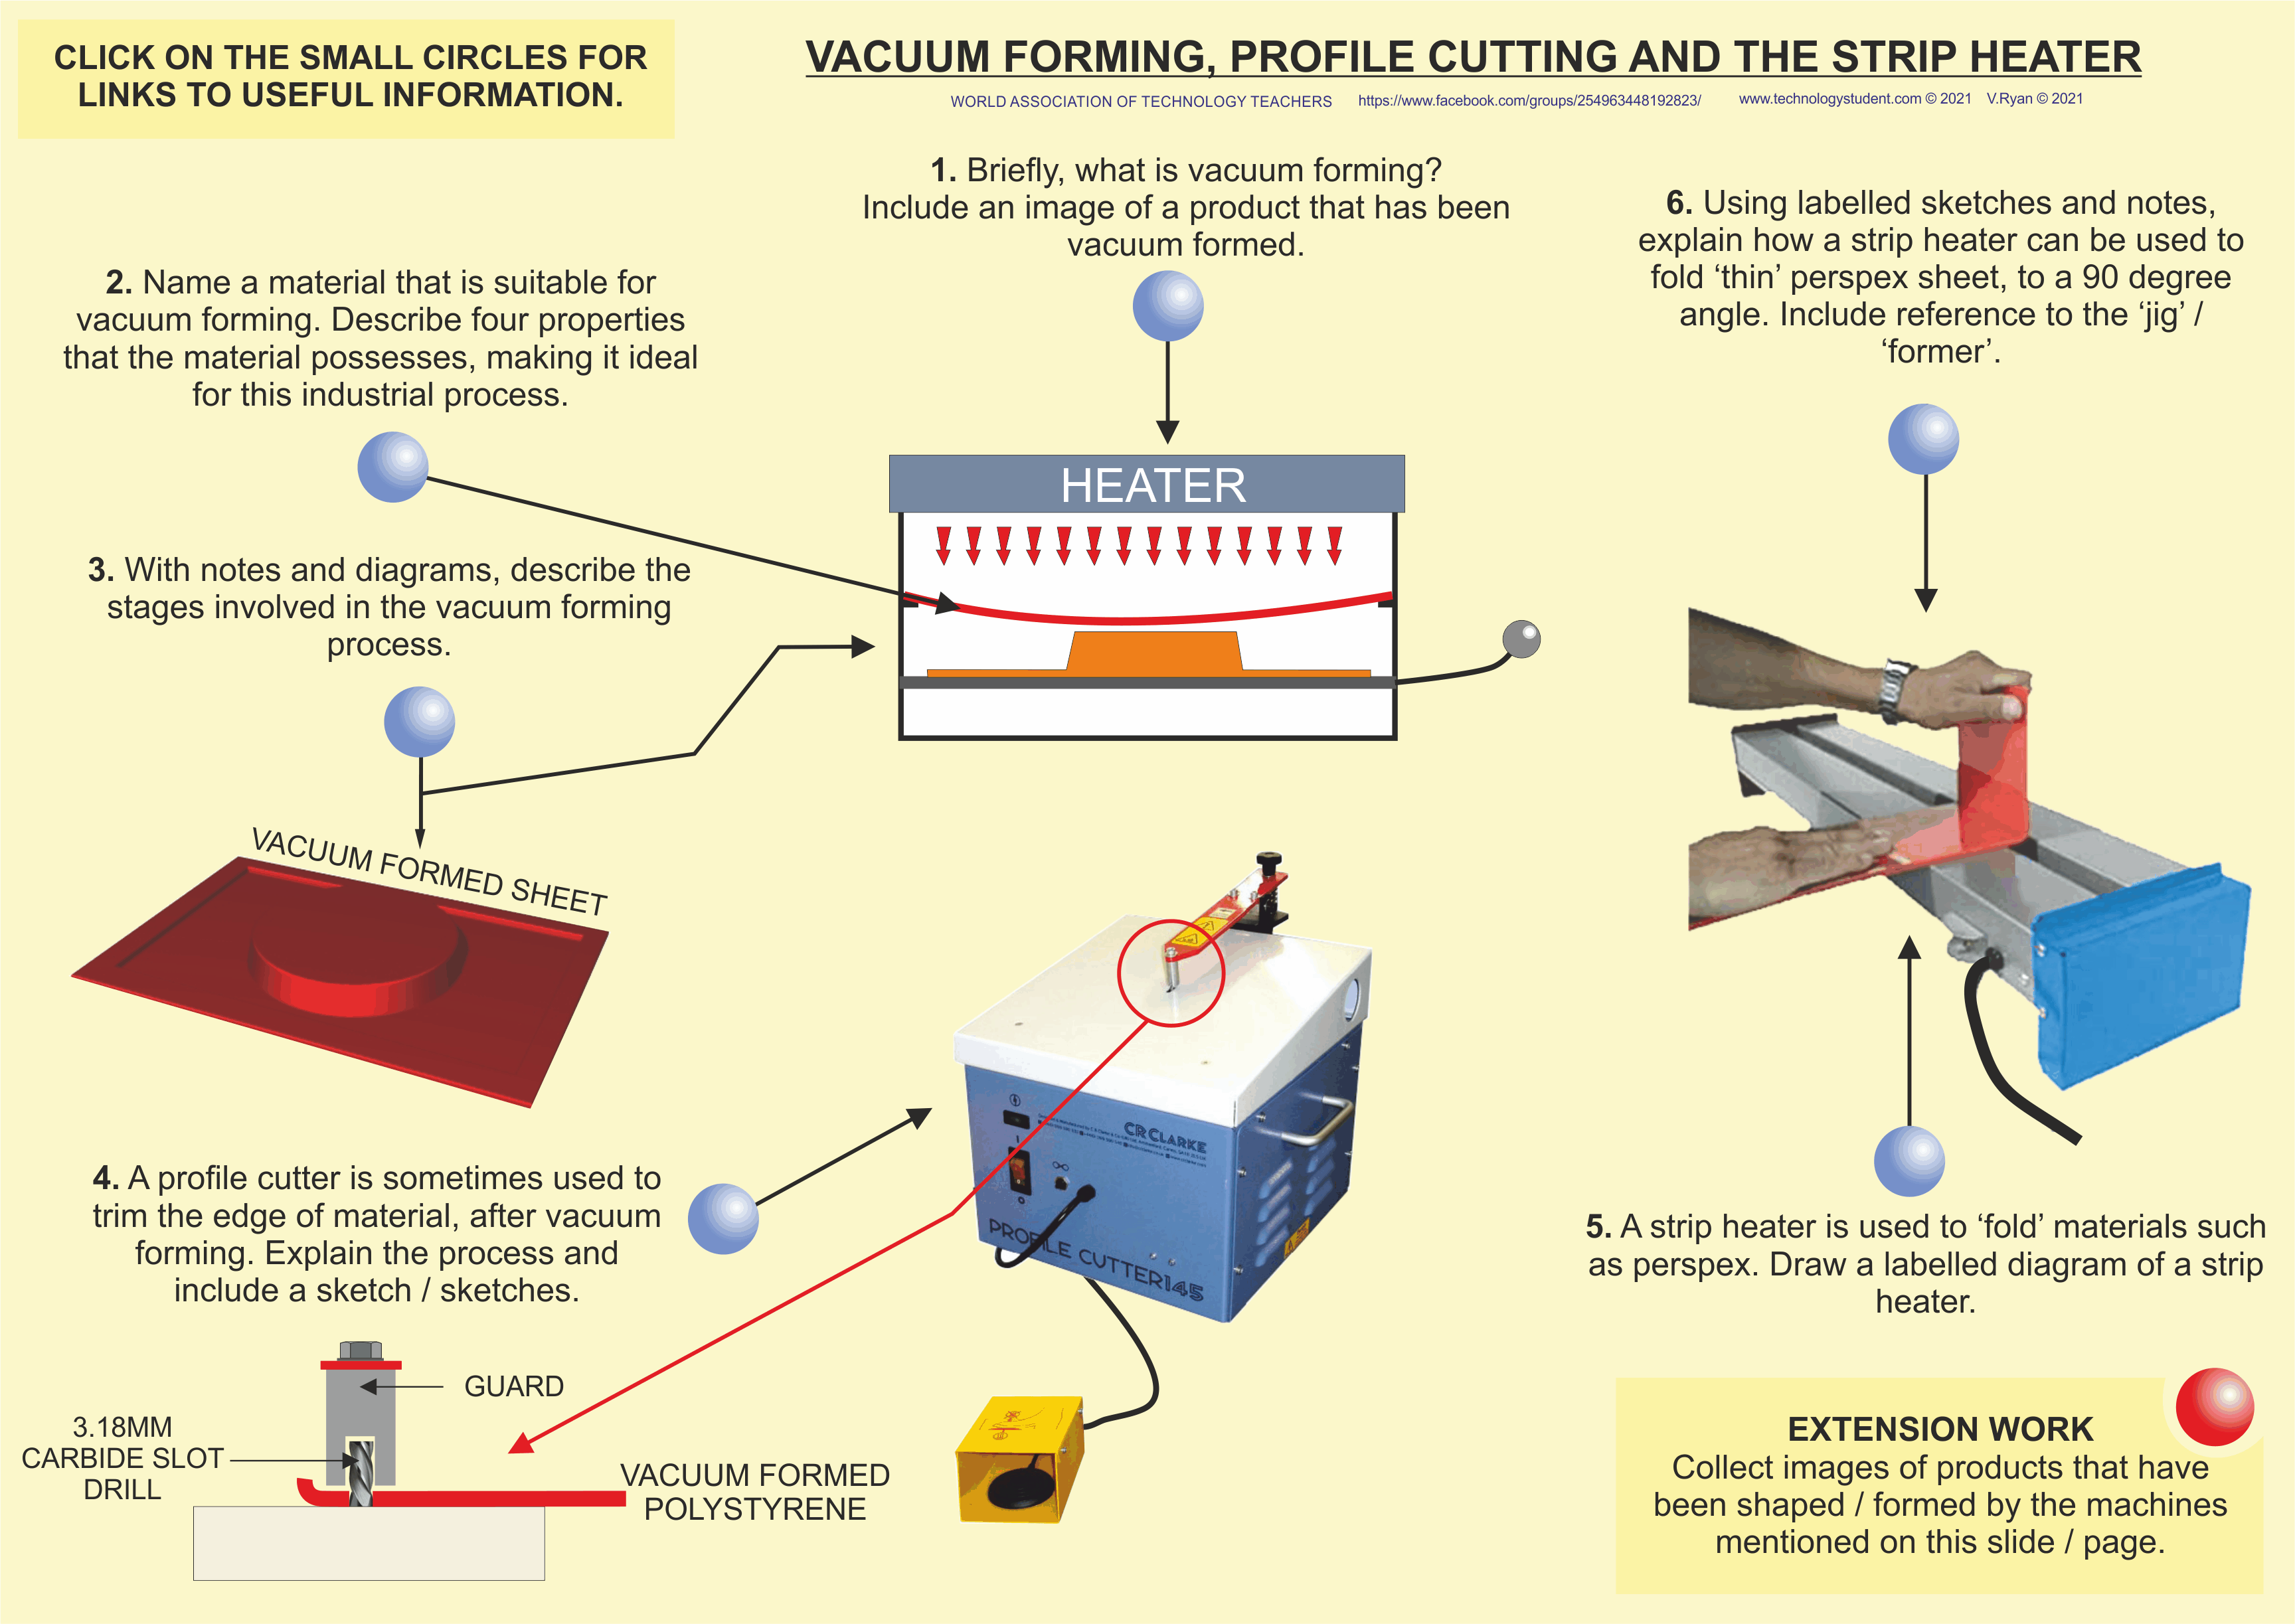 CLICK ON THE SMALL CIRCLES FOR
LINKS TO USEFUL INFORMATION.
VACUUM FORMING, PROFILE CUTTING AND THE STRIP HEATER
WORLD ASSOCIATION OF TECHNOLOGY TEACHERS https://www.facebook.com/groups/254963448192823/ www.technologystudent.com © 2021 V.Ryan © 2021
1. Briefly, what is vacuum forming?
Include an image of a product that has been
vacuum formed.
2. Name a material that is suitable for
vacuum forming. Describe four properties
that the material possesses, making it ideal
for this industrial process.
3. With notes and diagrams, describe the
stages involved in the vacuum forming
process.
HEATER
VACUUM FORMED SHEET
4. A profile cutter is sometimes used to
trim the edge of material, after vacuum
forming. Explain the process and
include a sketch / sketches.
GUARD
3.18MM
CARBIDE SLOT
DRILL
VACUUM FORMED
POLYSTYRENE
CR CLARKE
PROFILE CUTTER145
6. Using labelled sketches and notes,
explain how a strip heater can be used to
fold ‘thin’ perspex sheet, to a 90 degree
angle. Include reference to the ‘jig’ /
‘former’.
5. A strip heater is used to ‘fold’ materials such
as perspex. Draw a labelled diagram of a strip
heater.
EXTENSION WORK
Collect images of products that have
been shaped / formed by the machines
mentioned on this slide / page.